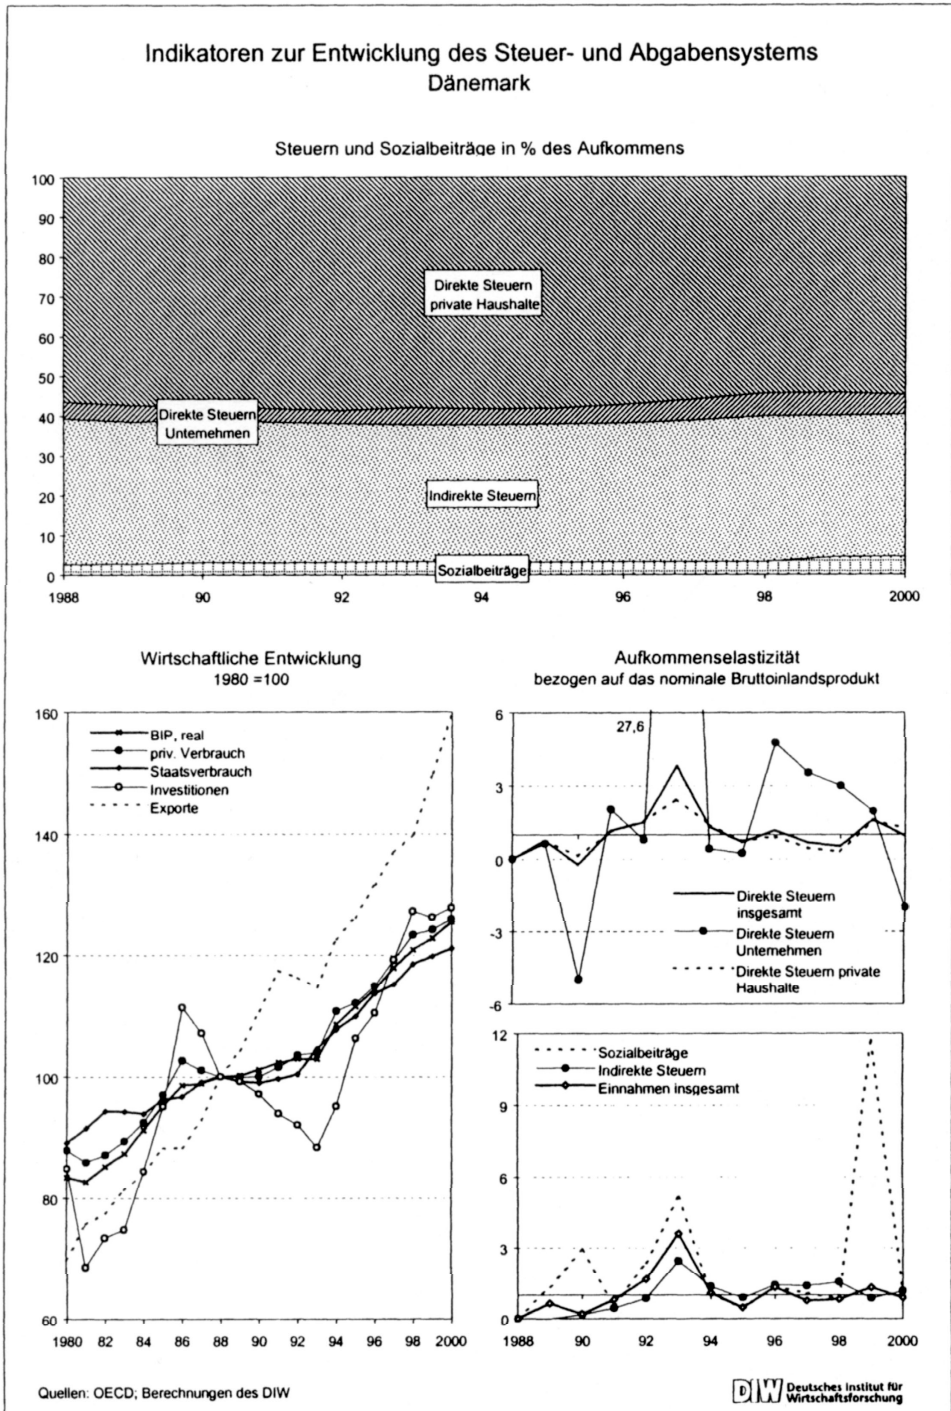 Indikatoren zur Entwicklung des Steuer- und Abgabensystems
Dänemark
Steuern und Sozialbeiträge in % des Aufkommens
100
90
80
70
60
50
40
30
20
10
0
Direkte Steuern
private Haushalte
Direkte Steuern
Unternehmen
Indirekte Steuern
Sozialbeiträge
1988 90 92 94 96 98 2000
Wirtschaftliche Entwicklung
1980 =100
160
140
120
100
80
60
BIP, real
priv. Verbrauch
Staatsverbrauch
Investitionen
Exporte
1980 82 84 86 88 90 92 94 96 98 2000
Aufkommenselastizität
bezogen auf das nominale Bruttoinlandsprodukt
6
3
0
-3
-6
27,6
Direkte Steuern
insgesamt
Direkte Steuern
Unternehmen
Direkte Steuern private
Haushalte
12
9
6
3
0
Sozialbeiträge
Indirekte Steuern
Einnahmen insgesamt
1988 90 92 94 96 98 2000
Quellen: OECD; Berechnungen des DIW
DIW Deutsches Institut für
Wirtschaftsforschung